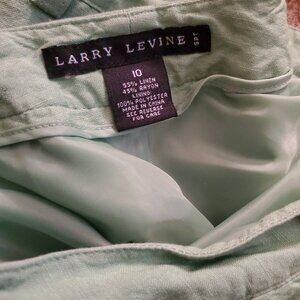 LARRY LEVINE
10
55% LINEN
45% RAYON
LINING:
100% POLYESTER
MADE IN CHINA
SEE REVERSE
FOR CARE